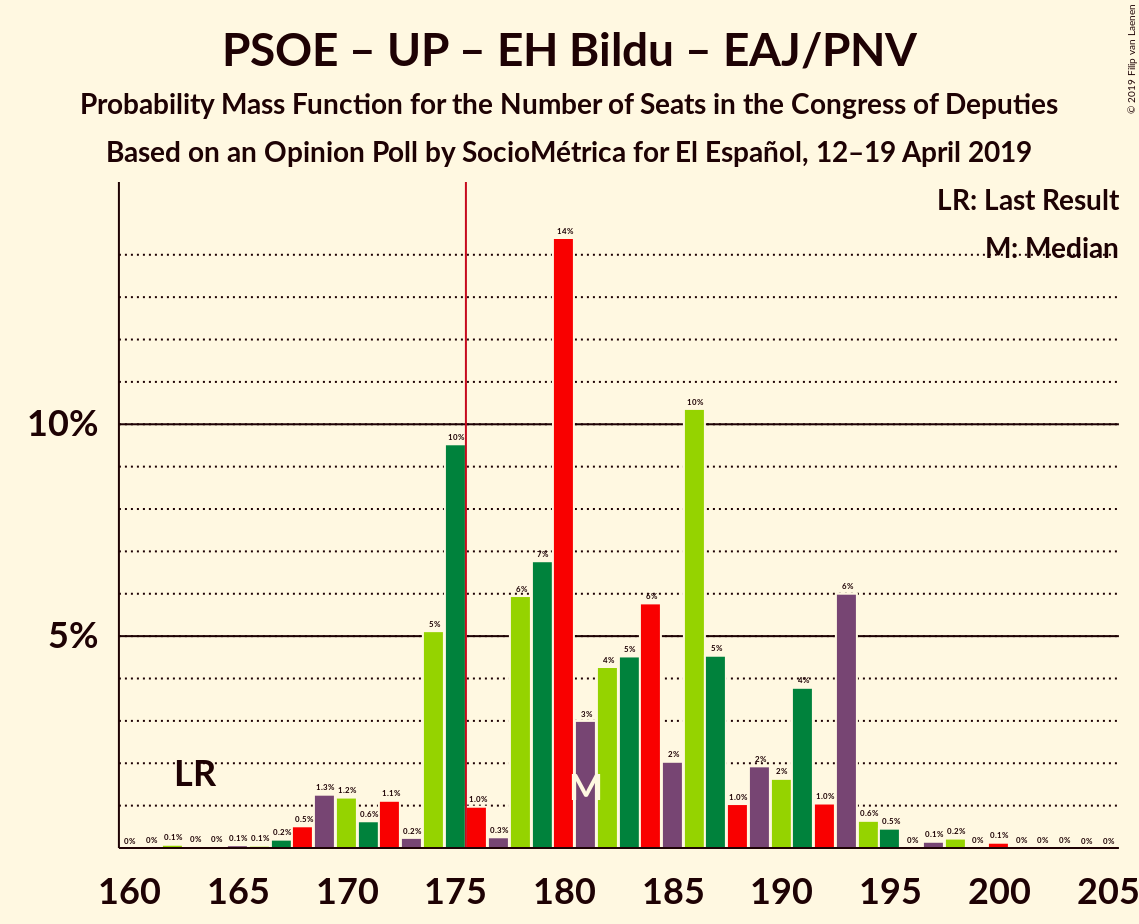 PSOE – UP – EH Bildu – EAJ/PNV
Probability Mass Function for the Number of Seats in the Congress of Deputies
Based on an Opinion Poll by SocioMétrica for El Español, 12–19 April 2019
© 2019 Filip van Laenen
LR: Last Result
M: Median
10%
5%
0% 0% 0.1% 0% 0% 0.1% 0.1% 0.2% 0.5% 1.3% 1.2% 0.6% 1.1% 0.2% 5% 10% 1.0% 0.3% 6% 7% 14% 3% 4% 5% 6% 2% 10% 5% 1.0% 2% 2% 4% 1.0% 6% 0.6% 0.5% 0% 0.1% 0.2% 0% 0.1% 0% 0% 0% 0% 0%
LR
M
160 165 170 175 180 185 190 195 200 205